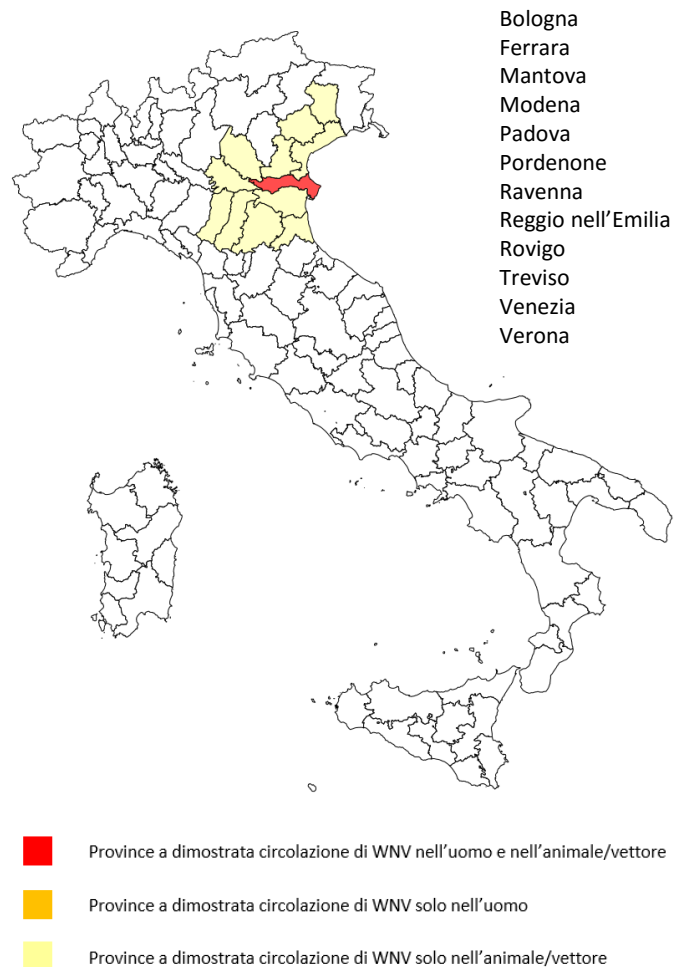 Bologna
Ferrara
Mantova
Modena
Padova
Pordenone
Ravenna
Reggio nell’Emilia
Rovigo
Treviso
Venezia
Verona
Province a dimostrata circolazione di WNV nell’uomo e nell’animale/vettore
Province a dimostrata circolazione di WNV solo nell’uomo
Province a dimostrata circolazione di WNV solo nell’animale/vettore